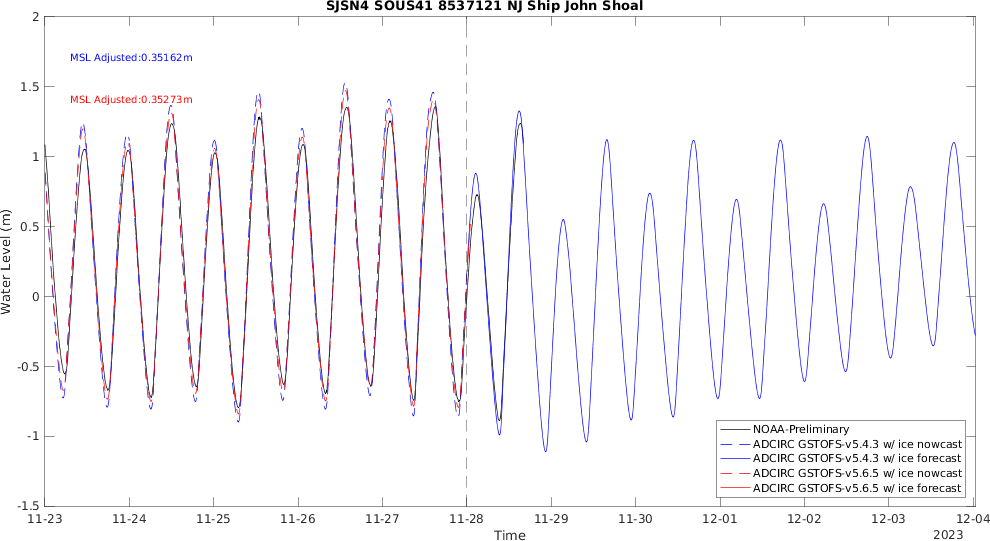 SJSN4 SOUS41 8537121 NJ Ship John Shoal
MSL Adjusted:0.35162m
MSL Adjusted:0.35273m
Water Level (m)
2
1.5
1
0.5
0
-0.5
-1
-1.5
NOAA-Preliminary
ADCIRC GSTOFS-v5.4.3 w/ ice nowcast
ADCIRC GSTOFS-v5.4.3 w/ ice forecast
ADCIRC GSTOFS-v5.6.5 w/ ice nowcast
ADCIRC GSTOFS-v5.6.5 w/ ice forecast
11-23 11-24 11-25 11-26 11-27 11-28 11-29 11-30 12-01 12-02 12-03 12-04
Time
2023